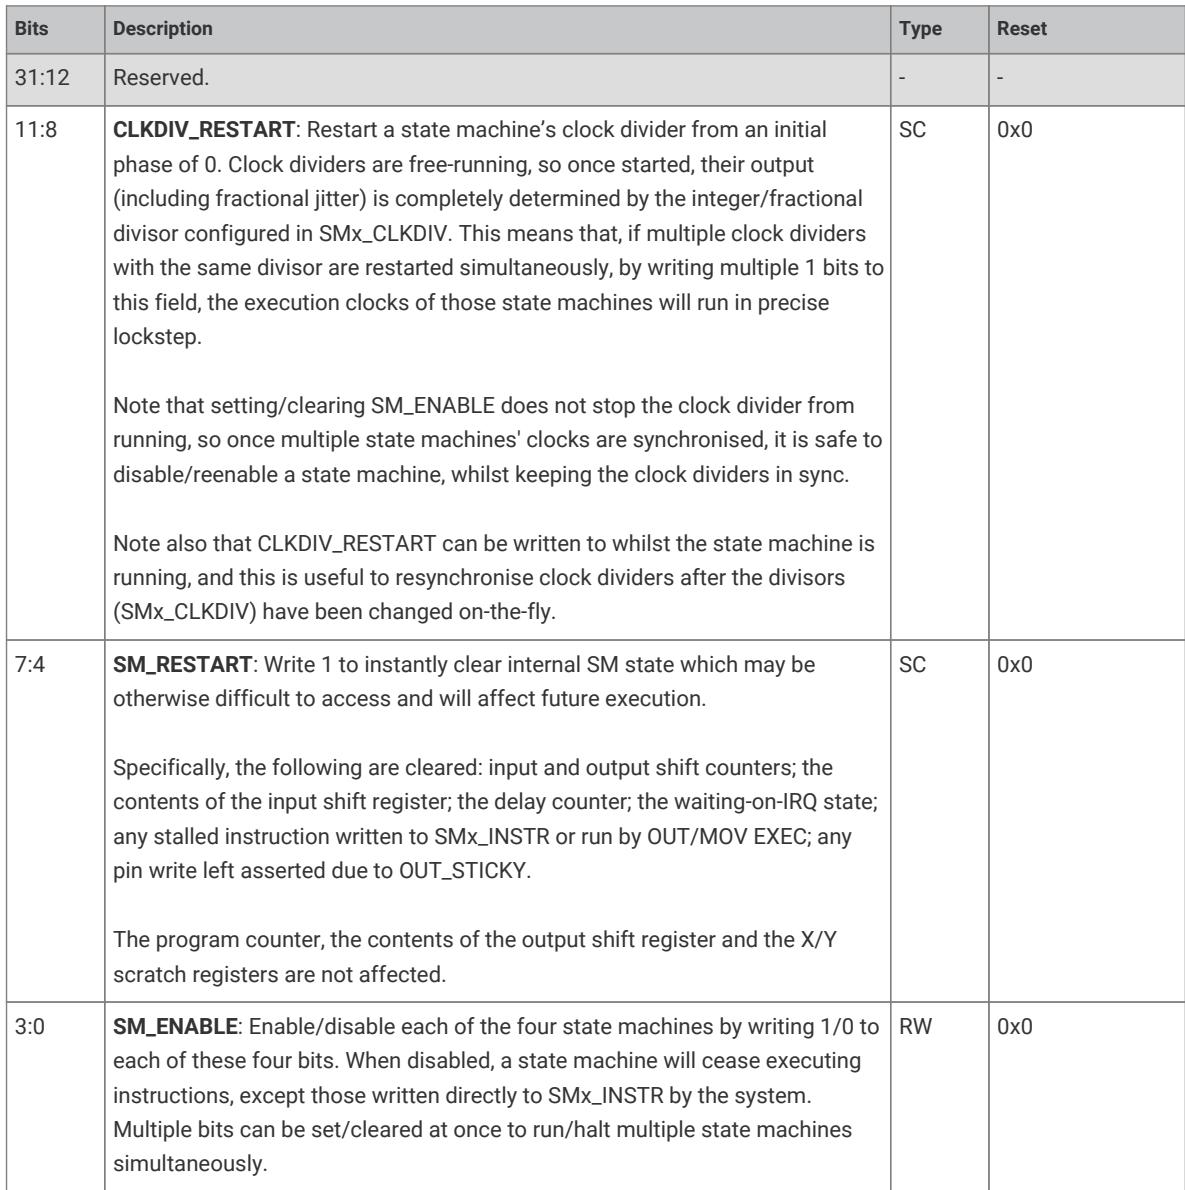 Bits Description Type Reset
31:12 Reserved. - -
11:8 CLKDIV_RESTART: Restart a state machine’s clock divider from an initial SC 0x0
phase of 0. Clock dividers are free-running, so once started, their output
(including fractional jitter) is completely determined by the integer/fractional
divisor configured in SMx_CLKDIV. This means that, if multiple clock dividers
with the same divisor are restarted simultaneously, by writing multiple 1 bits to
this field, the execution clocks of those state machines will run in precise
lockstep.
Note that setting/clearing SM_ENABLE does not stop the clock divider from
running, so once multiple state machines' clocks are synchronised, it is safe to
disable/reenable a state machine, whilst keeping the clock dividers in sync.
Note also that CLKDIV_RESTART can be written to whilst the state machine is
running, and this is useful to resynchronise clock dividers after the divisors
(SMx_CLKDIV) have been changed on-the-fly.
7:4 SM_RESTART: Write 1 to instantly clear internal SM state which may be SC 0x0
otherwise difficult to access and will affect future execution.
Specifically, the following are cleared: input and output shift counters; the
contents of the input shift register; the delay counter; the waiting-on-IRQ state;
any stalled instruction written to SMx_INSTR or run by OUT/MOV EXEC; any
pin write left asserted due to OUT_STICKY.
The program counter, the contents of the output shift register and the X/Y
scratch registers are not affected.
3:0 SM_ENABLE: Enable/disable each of the four state machines by writing 1/0 to RW 0x0
each of these four bits. When disabled, a state machine will cease executing
instructions, except those written directly to SMx_INSTR by the system.
Multiple bits can be set/cleared at once to run/halt multiple state machines
simultaneously.